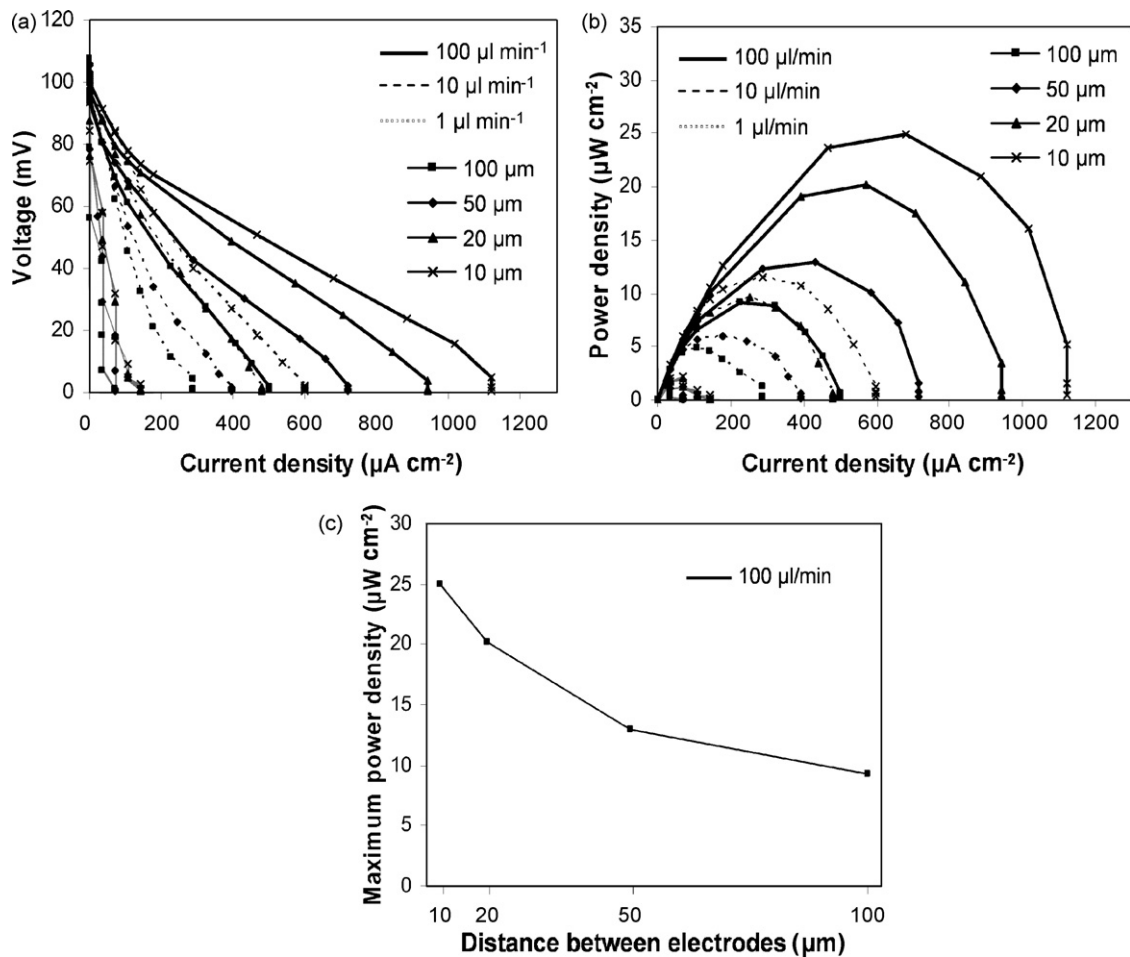 (a)
120
100
80
60
40
20
0
Voltage (mV)
100 µl min⁻¹
10 µl min⁻¹
1 µl min⁻¹
100 µm
50 µm
20 µm
10 µm
0 200 400 600 800 1000 1200
Current density (µA cm⁻²)
(b)
35
30
25
20
15
10
5
0
Power density (µW cm⁻²)
100 µl/min
10 µl/min
1 µl/min
100 µm
50 µm
20 µm
10 µm
0 200 400 600 800 1000 1200
Current density (µA cm⁻²)
(c)
30
25
20
15
10
5
0
Maximum power density (µW cm⁻²)
100 µl/min
10 20 50 100
Distance between electrodes (µm)